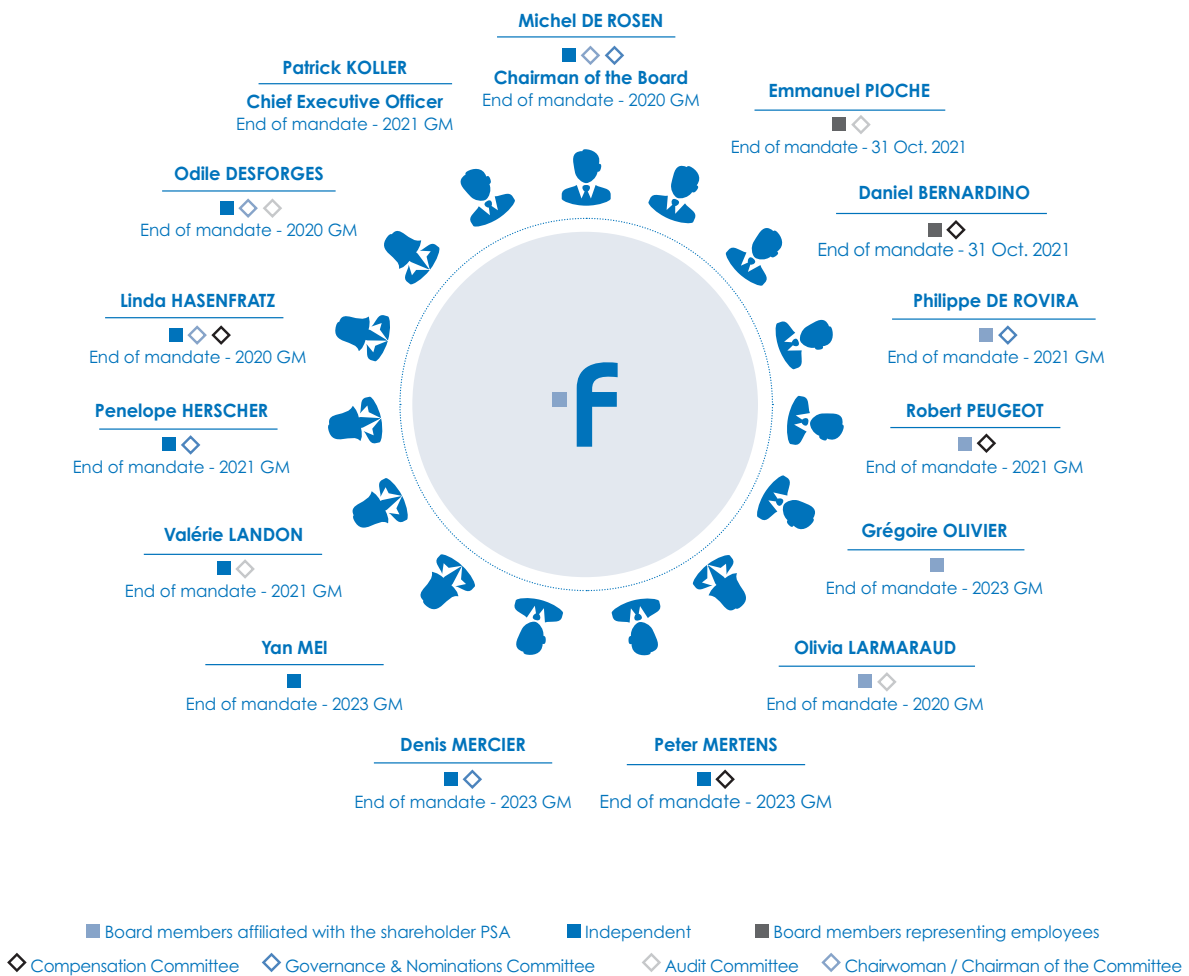 Michel DE ROSEN
Chairman of the Board
End of mandate - 2020 GM
Patrick KOLLER
Chief Executive Officer
End of mandate - 2021 GM
Emmanuel PIOCHE
End of mandate - 31 Oct. 2021
Odile DESFORGES
End of mandate - 2020 GM
Daniel BERNARDINO
End of mandate - 31 Oct. 2021
Linda HASENFRATZ
End of mandate - 2020 GM
Philippe DE ROVIRA
End of mandate - 2021 GM
f
Penelope HERSCHER
End of mandate - 2021 GM
Robert PEUGEOT
End of mandate - 2021 GM
Valérie LANDON
End of mandate - 2021 GM
Grégoire OLIVIER
End of mandate - 2023 GM
Yan MEI
End of mandate - 2023 GM
Olivia LARMARAUD
End of mandate - 2020 GM
Denis MERCIER
End of mandate - 2023 GM
Peter MERTENS
End of mandate - 2023 GM
Board members affiliated with the shareholder PSA
Independent
Board members representing employees
Compensation Committee
Governance & Nominations Committee
Audit Committee
Chairwoman / Chairman of the Committee